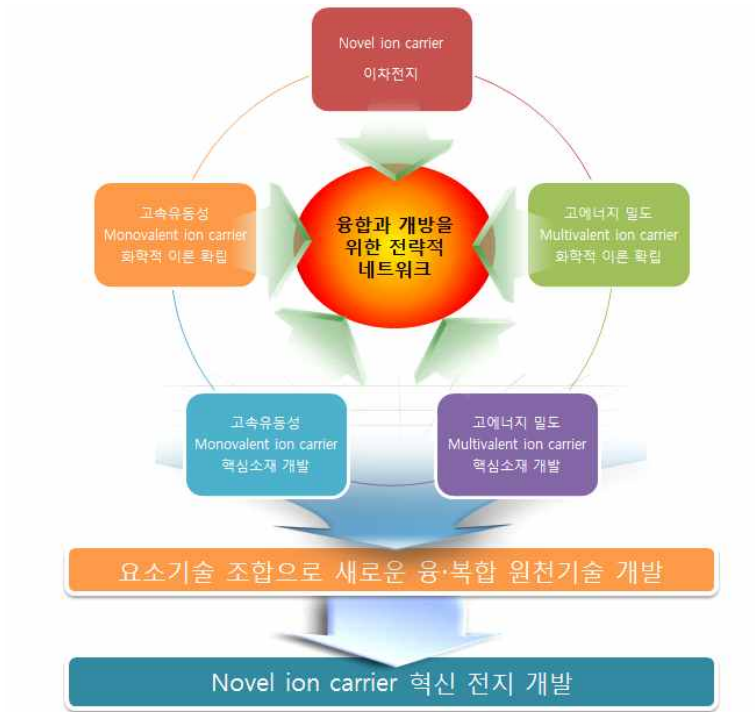 Novel ion carrier
이차전지
고속유동성
Monovalent ion carrier
화학적 이론 확립
융합과 개방을
위한 전략적
네트워크
고에너지 밀도
Multivalent ion carrier
화학적 이론 확립
고속유동성
Monovalent ion carrier
핵심소재 개발
고에너지 밀도
Multivalent ion carrier
핵심소재 개발
요소기술 조합으로 새로운 융·복합 원천기술 개발
Novel ion carrier 혁신 전지 개발